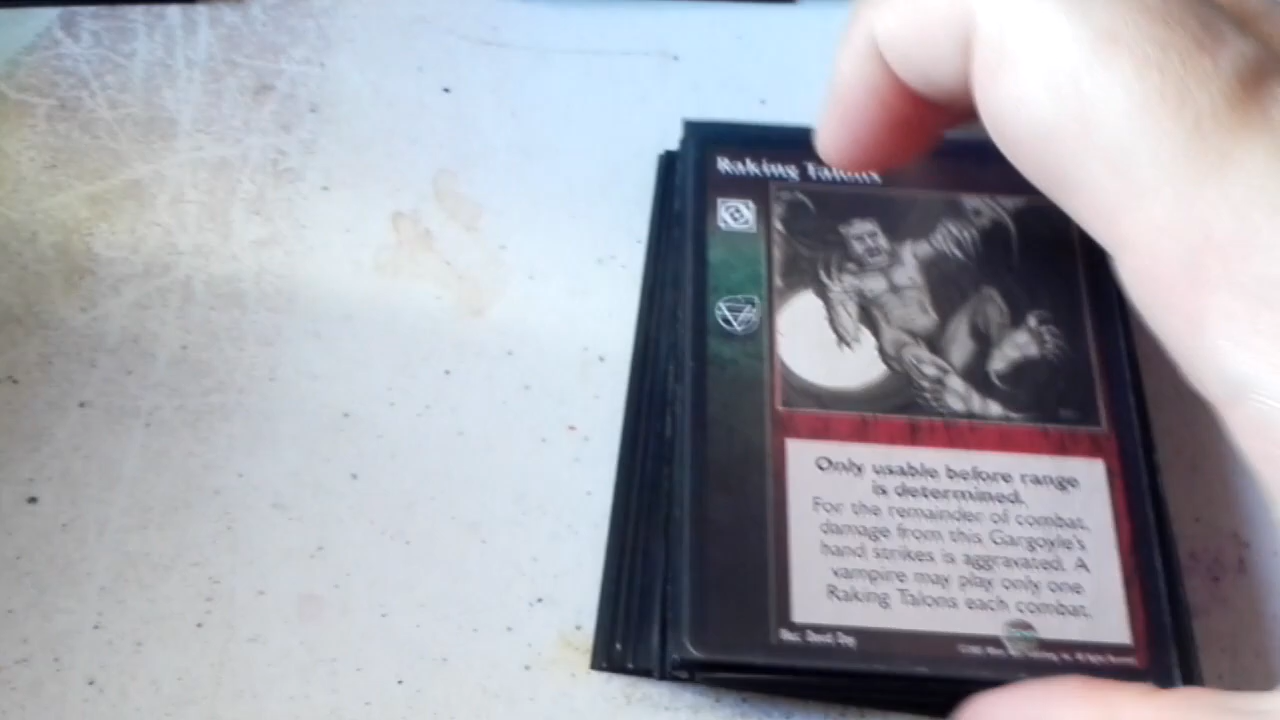 Raking Talons
Only usable before range
is determined.
For the remainder of combat,
damage from this Gargoyle's
hand strikes is aggravated. A
vampire may play only one
Raking Talons each combat.